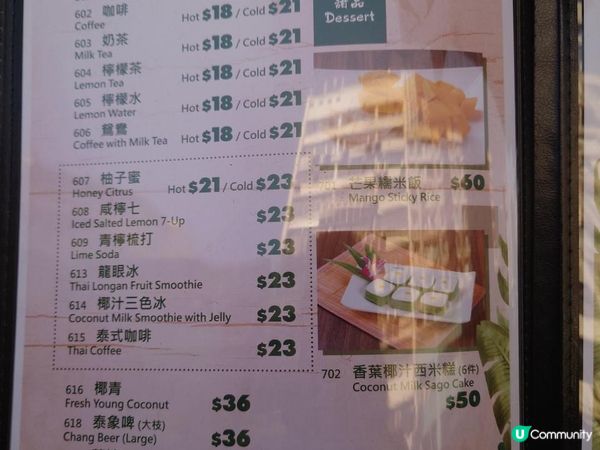 602 咖啡
Coffee Hot $18 / Cold $21
603 奶茶
Milk Tea Hot $18 / Cold $21
604 檸檬茶
Lemon Tea Hot $18 / Cold $21
605 檸檬水
Lemon Water Hot $18 / Cold $21
606 鴛鴦
Coffee with Milk Tea Hot $18 / Cold $21
607 柚子蜜
Honey Citrus Hot $21 / Cold $23
608 咸檸七
Iced Salted Lemon 7-Up $23
609 青檸梳打
Lime Soda $23
613 龍眼冰
Thai Longan Fruit Smoothie $23
614 椰汁三色冰
Coconut Milk Smoothie with Jelly $23
615 泰式咖啡
Thai Coffee $23
616 椰青
Fresh Young Coconut $36
618 泰象啤 (大枝)
Chang Beer (Large) $36
甜品
Dessert
701 芒果糯米飯 $60
Mango Sticky Rice
702 香葉椰汁西米糕 (6件)
Coconut Milk Sago Cake
$50
U Community